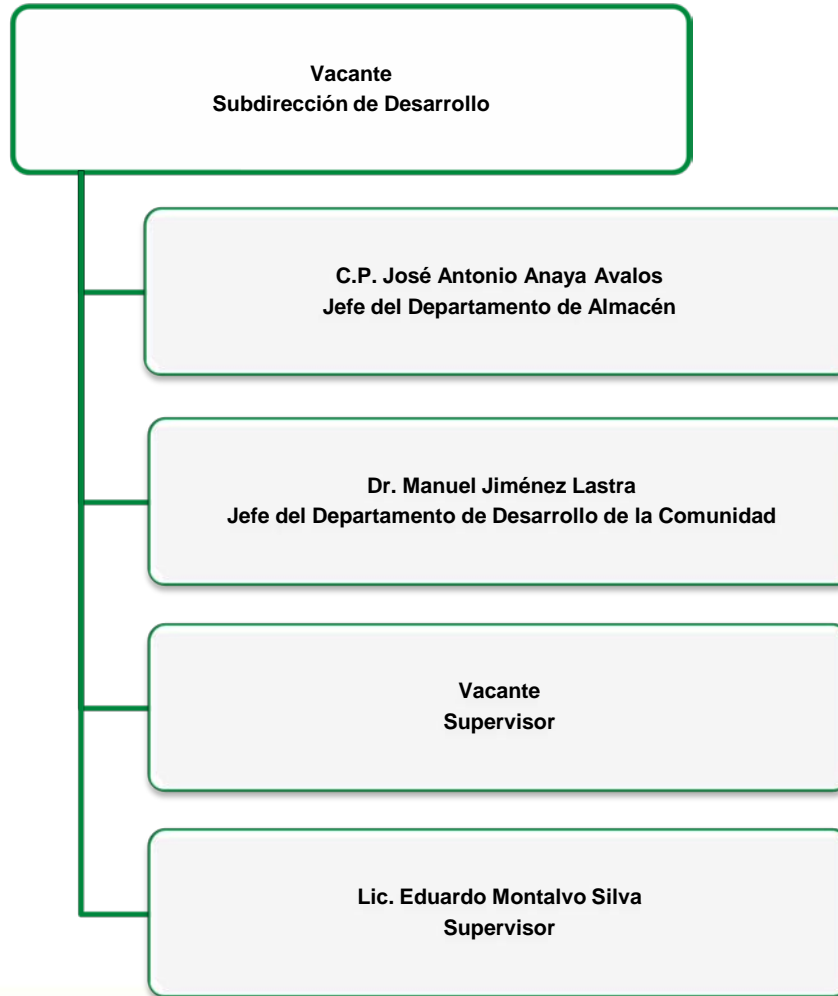 Vacante
Subdirección de Desarrollo
C.P. José Antonio Anaya Avalos
Jefe del Departamento de Almacén
Dr. Manuel Jiménez Lastra
Jefe del Departamento de Desarrollo de la Comunidad
Vacante
Supervisor
Lic. Eduardo Montalvo Silva
Supervisor